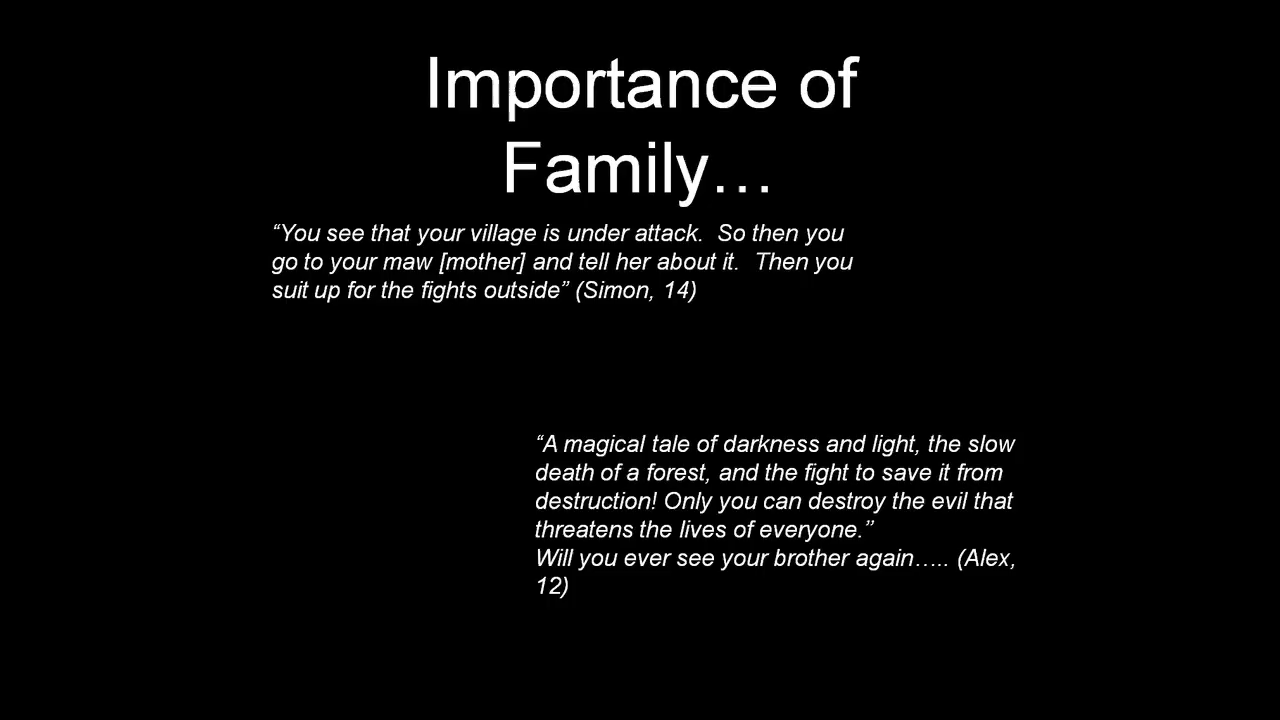 Importance of
Family…
“You see that your village is under attack.  So then you
go to your maw [mother] and tell her about it.  Then you
suit up for the fights outside” (Simon, 14)
“A magical tale of darkness and light, the slow
death of a forest, and the fight to save it from
destruction! Only you can destroy the evil that
threatens the lives of everyone.”
Will you ever see your brother again….. (Alex,
12)